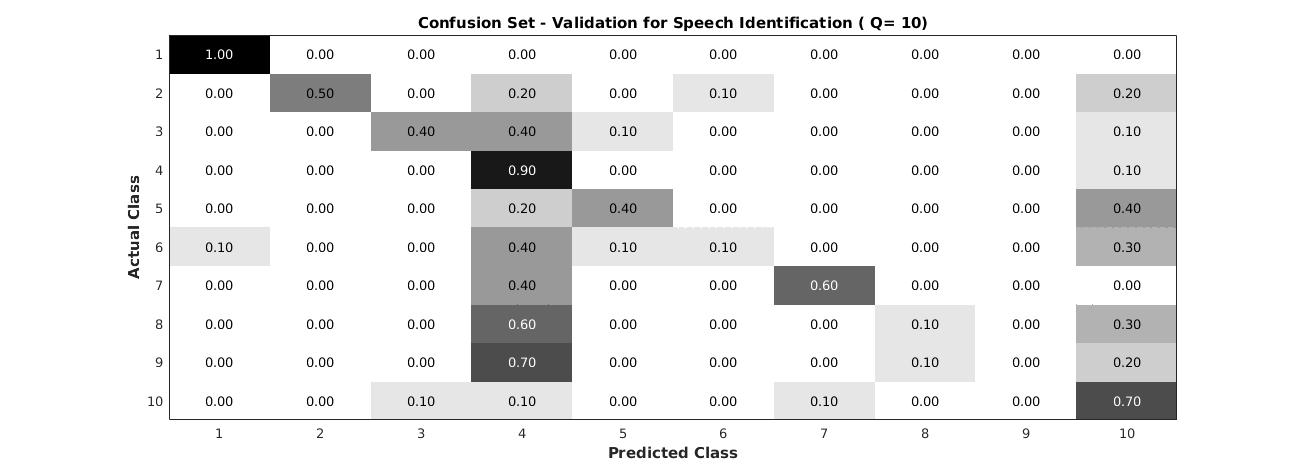 Confusion Set - Validation for Speech Identification ( Q= 10)
1 1.00 0.00 0.00 0.00 0.00 0.00 0.00 0.00 0.00 0.00
2 0.00 0.50 0.00 0.20 0.00 0.10 0.00 0.00 0.00 0.20
3 0.00 0.00 0.40 0.40 0.10 0.00 0.00 0.00 0.00 0.10
4 0.00 0.00 0.00 0.90 0.00 0.00 0.00 0.00 0.00 0.10
5 0.00 0.00 0.00 0.20 0.40 0.00 0.00 0.00 0.00 0.40
6 0.10 0.00 0.00 0.40 0.10 0.10 0.00 0.00 0.00 0.30
7 0.00 0.00 0.00 0.40 0.00 0.00 0.60 0.00 0.00 0.00
8 0.00 0.00 0.00 0.60 0.00 0.00 0.00 0.10 0.00 0.30
9 0.00 0.00 0.00 0.70 0.00 0.00 0.00 0.10 0.00 0.20
10 0.00 0.00 0.10 0.10 0.00 0.00 0.10 0.00 0.00 0.70
1 2 3 4 5 6 7 8 9 10
Predicted Class
Actual Class